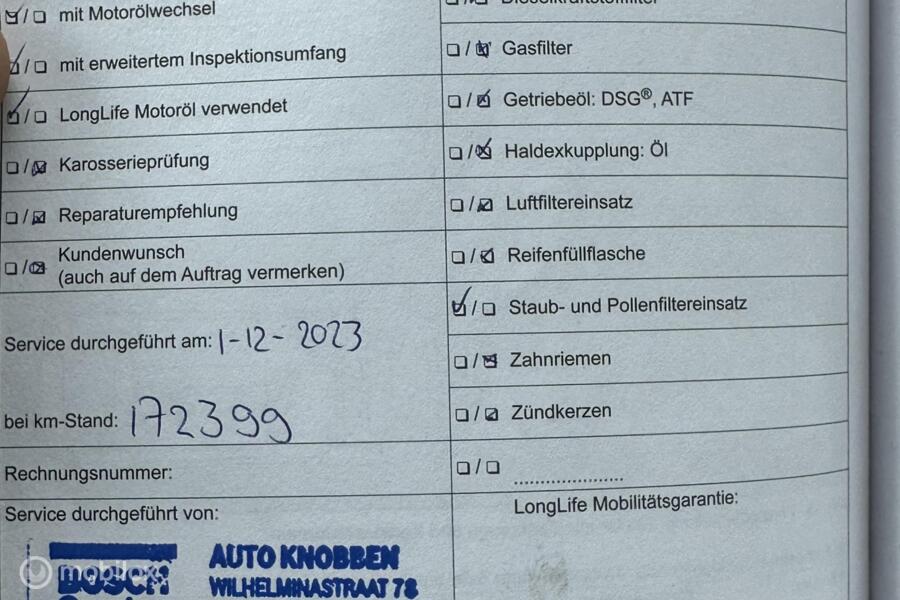 mit Motorölwechsel
mit erweitertem Inspektionsumfang
LongLife Motoröl verwendet
Karosserieprüfung
Reparaturempfehlung
Kundenwunsch
(auch auf dem Auftrag vermerken)
Service durchgeführt am: 1-12-2023
bei km-Stand: 172399
Rechnungsnummer:
Service durchgeführt von:
BOSCH
AUTO KNOBBEN
WILHELMINASTRAAT 78
Gasfilter
Getriebeöl: DSG®, ATF
Haldexkupplung: Öl
Luftfiltereinsatz
Reifenfüllflasche
Staub- und Pollenfiltereinsatz
Zahnriemen
Zündkerzen
LongLife Mobilitätsgarantie: